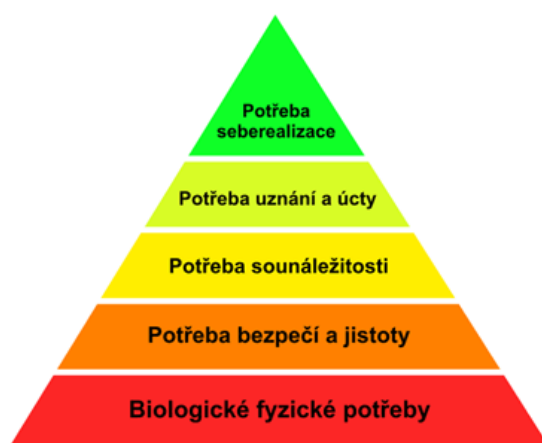 Potřeba
seberealizace
Potřeba uznání a úcty
Potřeba sounáležitosti
Potřeba bezpečí a jistoty
Biologické fyzické potřeby